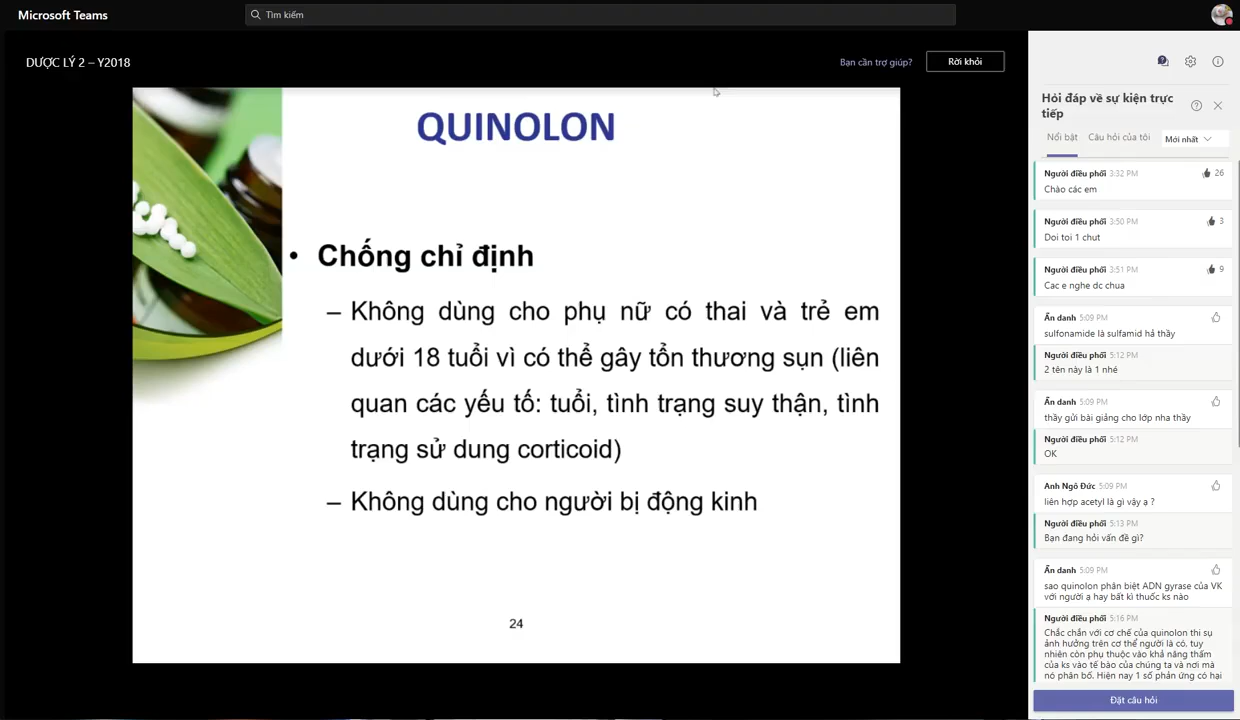 Microsoft Teams
Tìm kiếm
DƯỢC LÝ 2 – Y2018
Bạn cần trợ giúp?
Rời khỏi
QUINOLON
• Chống chỉ định
– Không dùng cho phụ nữ có thai và trẻ em
dưới 18 tuổi vì có thể gây tổn thương sụn (liên
quan các yếu tố: tuổi, tình trạng suy thận, tình
trạng sử dung corticoid)
– Không dùng cho người bị động kinh
24
Hỏi đáp về sự kiện trực
tiếp
Nổi bật
Câu hỏi của tôi
Mới nhất
Người điều phối 3:32 PM
26
Chào các em
Người điều phối 3:50 PM
3
Doi toi 1 chut
Người điều phối 3:51 PM
9
Cac e nghe dc chua
Ẩn danh 5:09 PM
sulfonamide là sulfamid hả thầy
Người điều phối 5:12 PM
2 tên này là 1 nhé
Ẩn danh 5:09 PM
thầy gửi bài giảng cho lớp nha thầy
Người điều phối 5:12 PM
OK
Anh Ngô Đức 5:09 PM
liên hợp acetyl là gì vậy ạ ?
Người điều phối 5:13 PM
Bạn đang hỏi vấn đề gì?
Ẩn danh 5:09 PM
sao quinolon phân biệt ADN gyrase của VK
với người ạ hay bất kì thuốc ks nào
Người điều phối 5:16 PM
Chắc chắn với cơ chế của quinolon thi sụ
ảnh hưởng trên cơ thể người là có, tuy
nhiên còn phụ thuộc vào khả năng thấm
của ks vào tế bào của chúng ta và nơi mà
nó phân bố. Hiện nay 1 số phản ứng có hại
Đặt câu hỏi